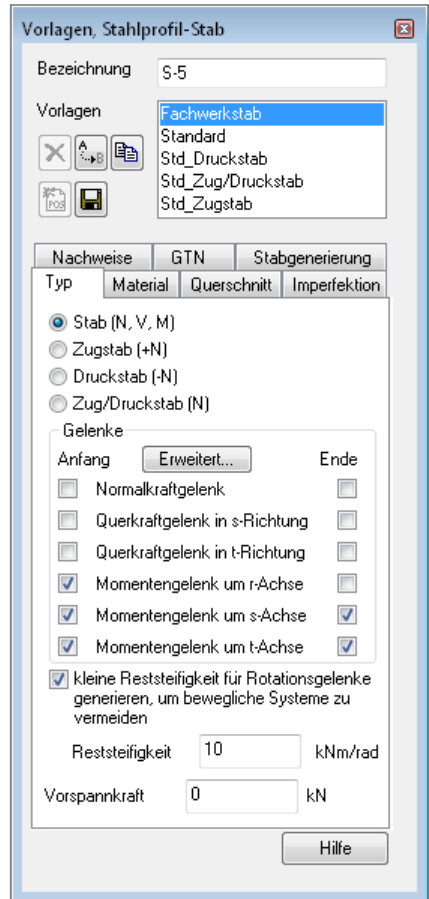 Vorlagen, Stahlprofil-Stab
Bezeichnung S-5
Vorlagen
Fachwerkstab
Standard
Std_Druckstab
Std_Zug/Druckstab
Std_Zugstab
A B
POS
Nachweise GTN Stabgenerierung
Typ Material Querschnitt Imperfektion
Stab (N, V, M)
Zugstab (+N)
Druckstab (-N)
Zug/Druckstab (N)
Gelenke
Anfang Erweitert... Ende
Normalkraftgelenk
Querkraftgelenk in s-Richtung
Querkraftgelenk in t-Richtung
Momentengelenk um r-Achse
Momentengelenk um s-Achse
Momentengelenk um t-Achse
kleine Reststeifigkeit für Rotationsgelenke
generieren, um bewegliche Systeme zu
vermeiden
Reststeifigkeit 10 kNm/rad
Vorspannkraft 0 kN
Hilfe